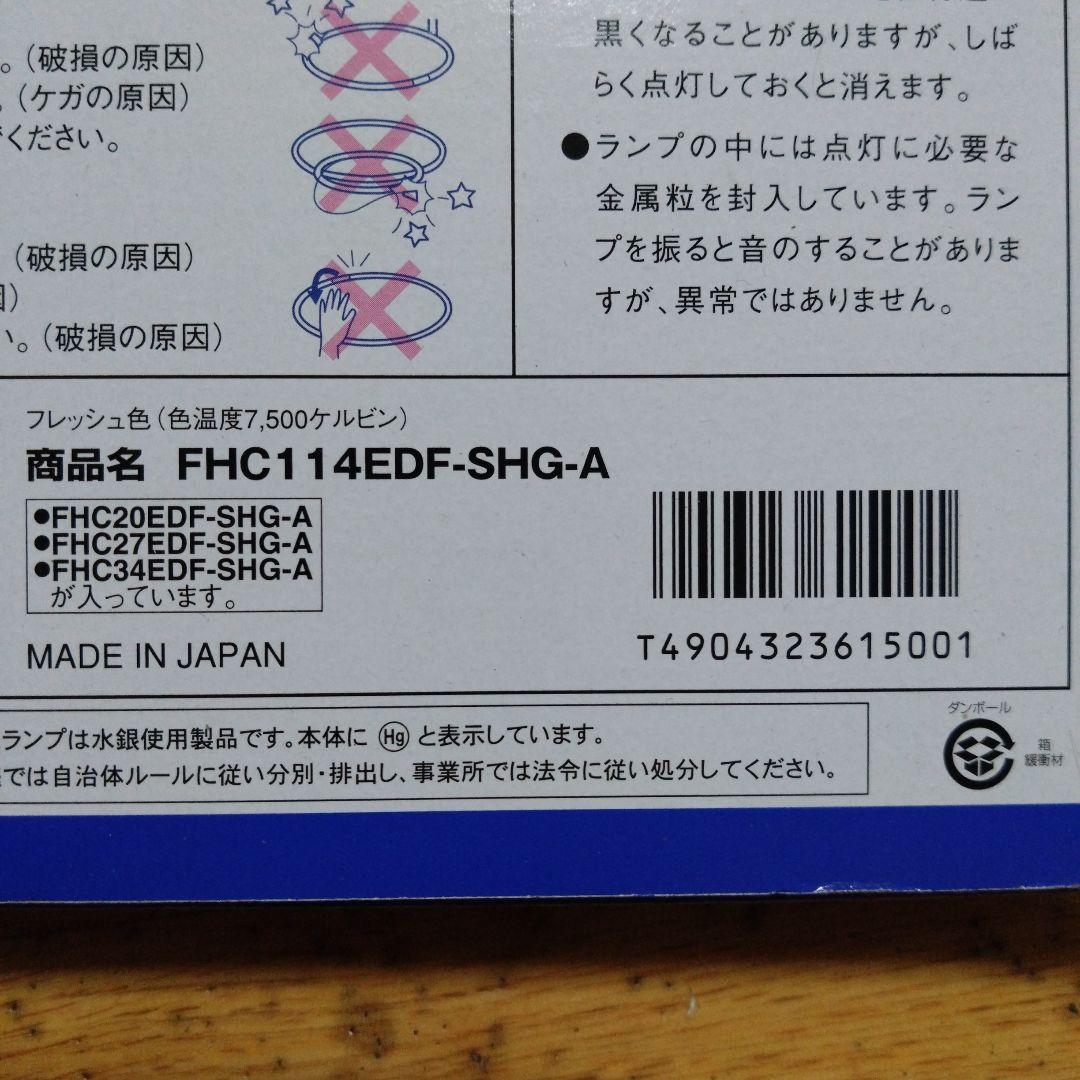 。(破損の原因)
。(ケガの原因)
ください。
(破損の原因)
い。(破損の原因)
黒くなることがありますが、しば
らく点灯しておくと消えます。
●ランプの中には点灯に必要な
金属粒を封入しています。ラン
プを振ると音のすることがありま
すが、異常ではありません。
フレッシュ色(色温度7,500ケルビン)
商品名 FHC114EDF-SHG-A
●FHC20EDF-SHG-A
●FHC27EDF-SHG-A
●FHC34EDF-SHG-A
が入っています。
MADE IN JAPAN
T4904323615001
ランプは水銀使用製品です。本体に Hg と表示しています。
では自治体ルールに従い分別・排出し、事業所では法令に従い処分してください。
ダンボール
箱
緩衝材